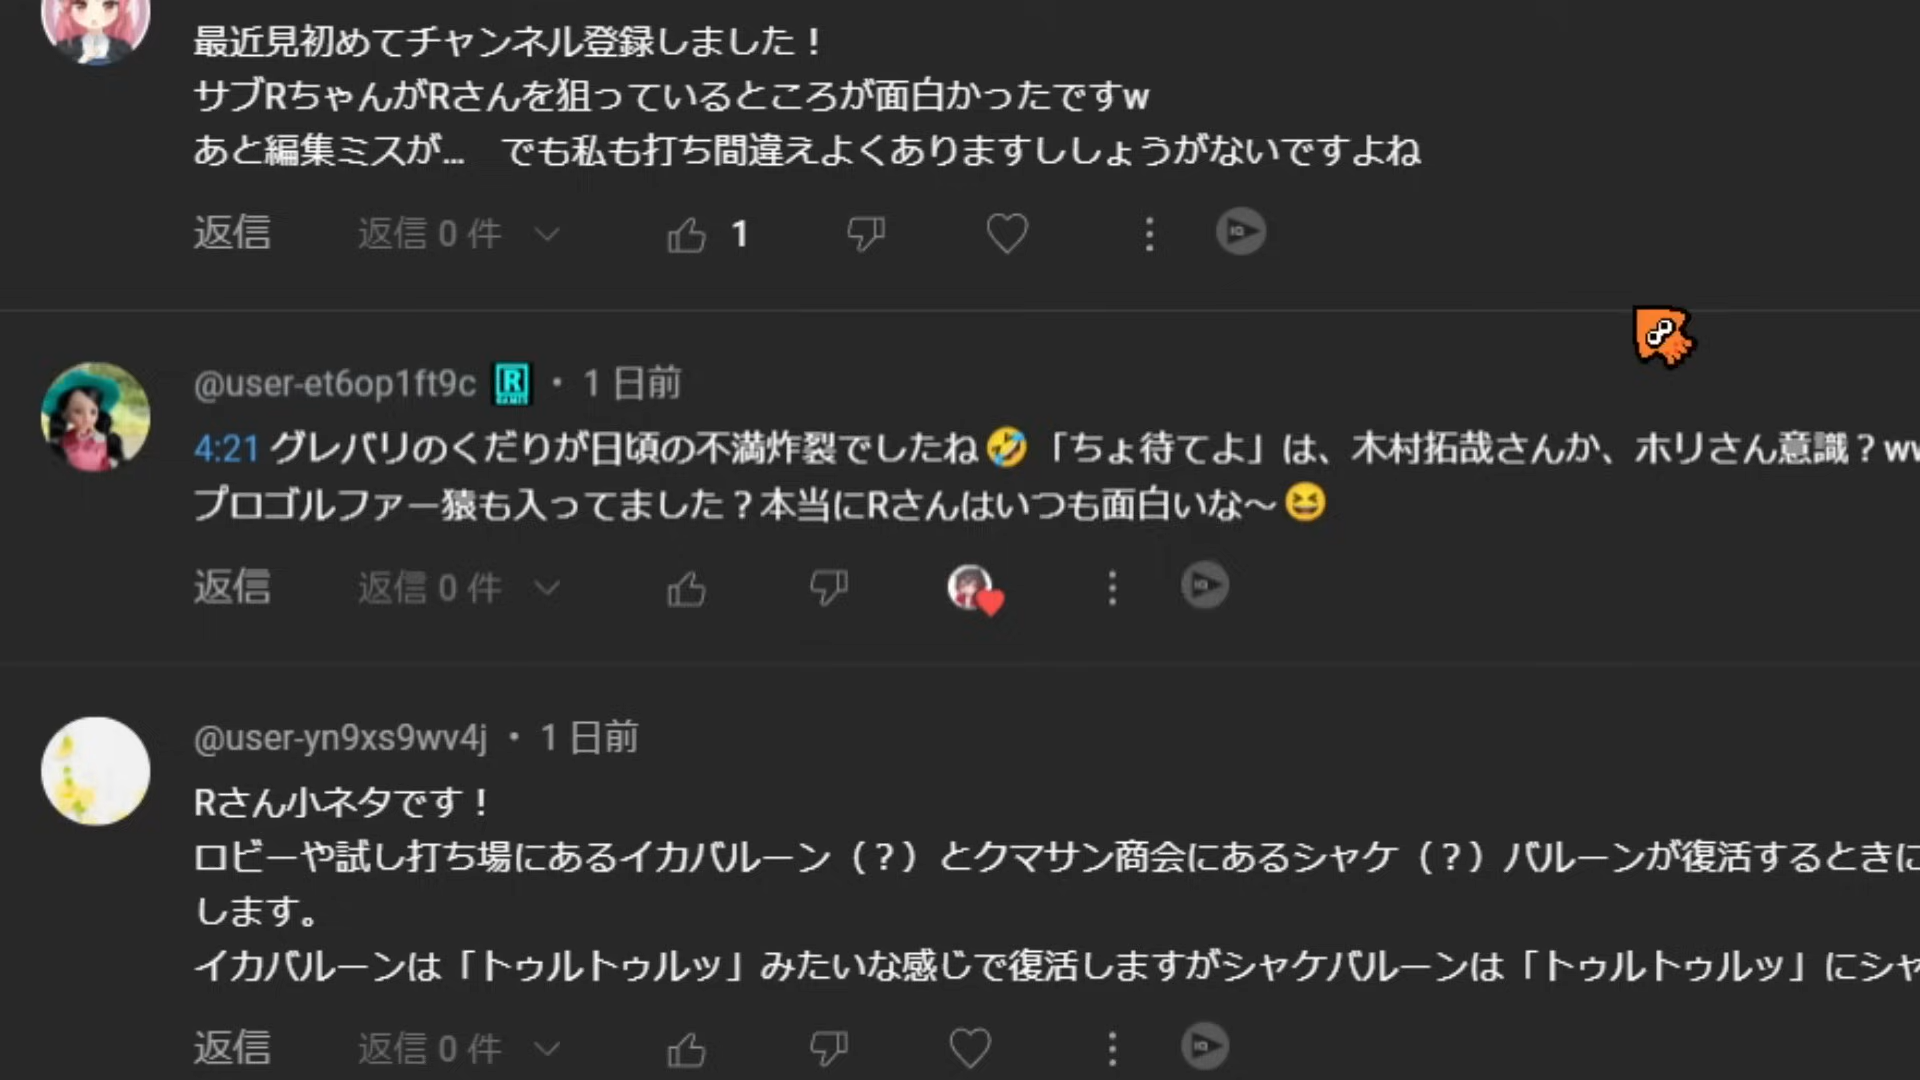 最近見初めてチャンネル登録しました！
サブRちゃんがRさんを狙っているところが面白かったですw
あと編集ミスが…　でも私も打ち間違えよくありますししょうがないですよね
返信 返信 0 件 1
@user-et6op1ft9c R GAMES ・ 1 日前
4:21 グレバリのくだりが日頃の不満炸裂でしたね🤣「ちょ待てよ」は、木村拓哉さんか、ホリさん意識？w
プロゴルファー猿も入ってました？本当にRさんはいつも面白いな〜😆
返信 返信 0 件
@user-yn9xs9wv4j ・ 1 日前
Rさん小ネタです！
ロビーや試し打ち場にあるイカバルーン（？）とクマサン商会にあるシャケ（？）バルーンが復活するときに
します。
イカバルーンは「トゥルトゥルッ」みたいな感じで復活しますがシャケバルーンは「トゥルトゥルッ」にシャ
返信 返信 0 件